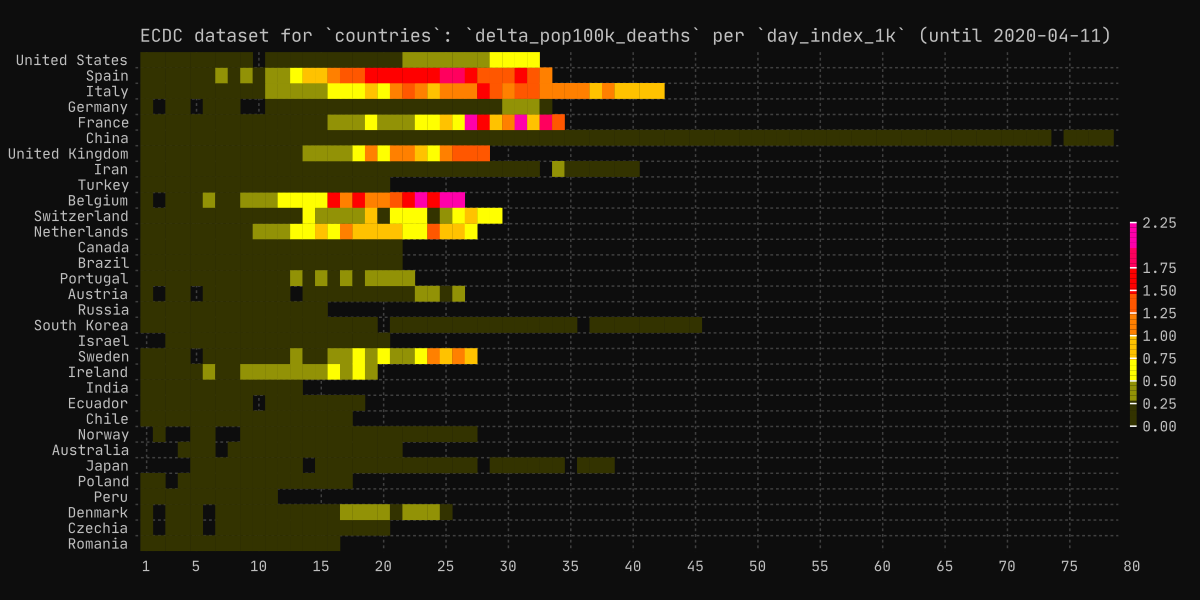 ECDC dataset for `countries`: `delta_pop100k_deaths` per `day_index_1k` (until 2020-04-11)
United States
Spain
Italy
Germany
France
China
United Kingdom
Iran
Turkey
Belgium
Switzerland
Netherlands
Canada
Brazil
Portugal
Austria
Russia
South Korea
Israel
Sweden
Ireland
India
Ecuador
Chile
Norway
Australia
Japan
Poland
Peru
Denmark
Czechia
Romania
1 5 10 15 20 25 30 35 40 45 50 55 60 65 70 75 80
2.25
1.75
1.50
1.25
1.00
0.75
0.50
0.25
0.00